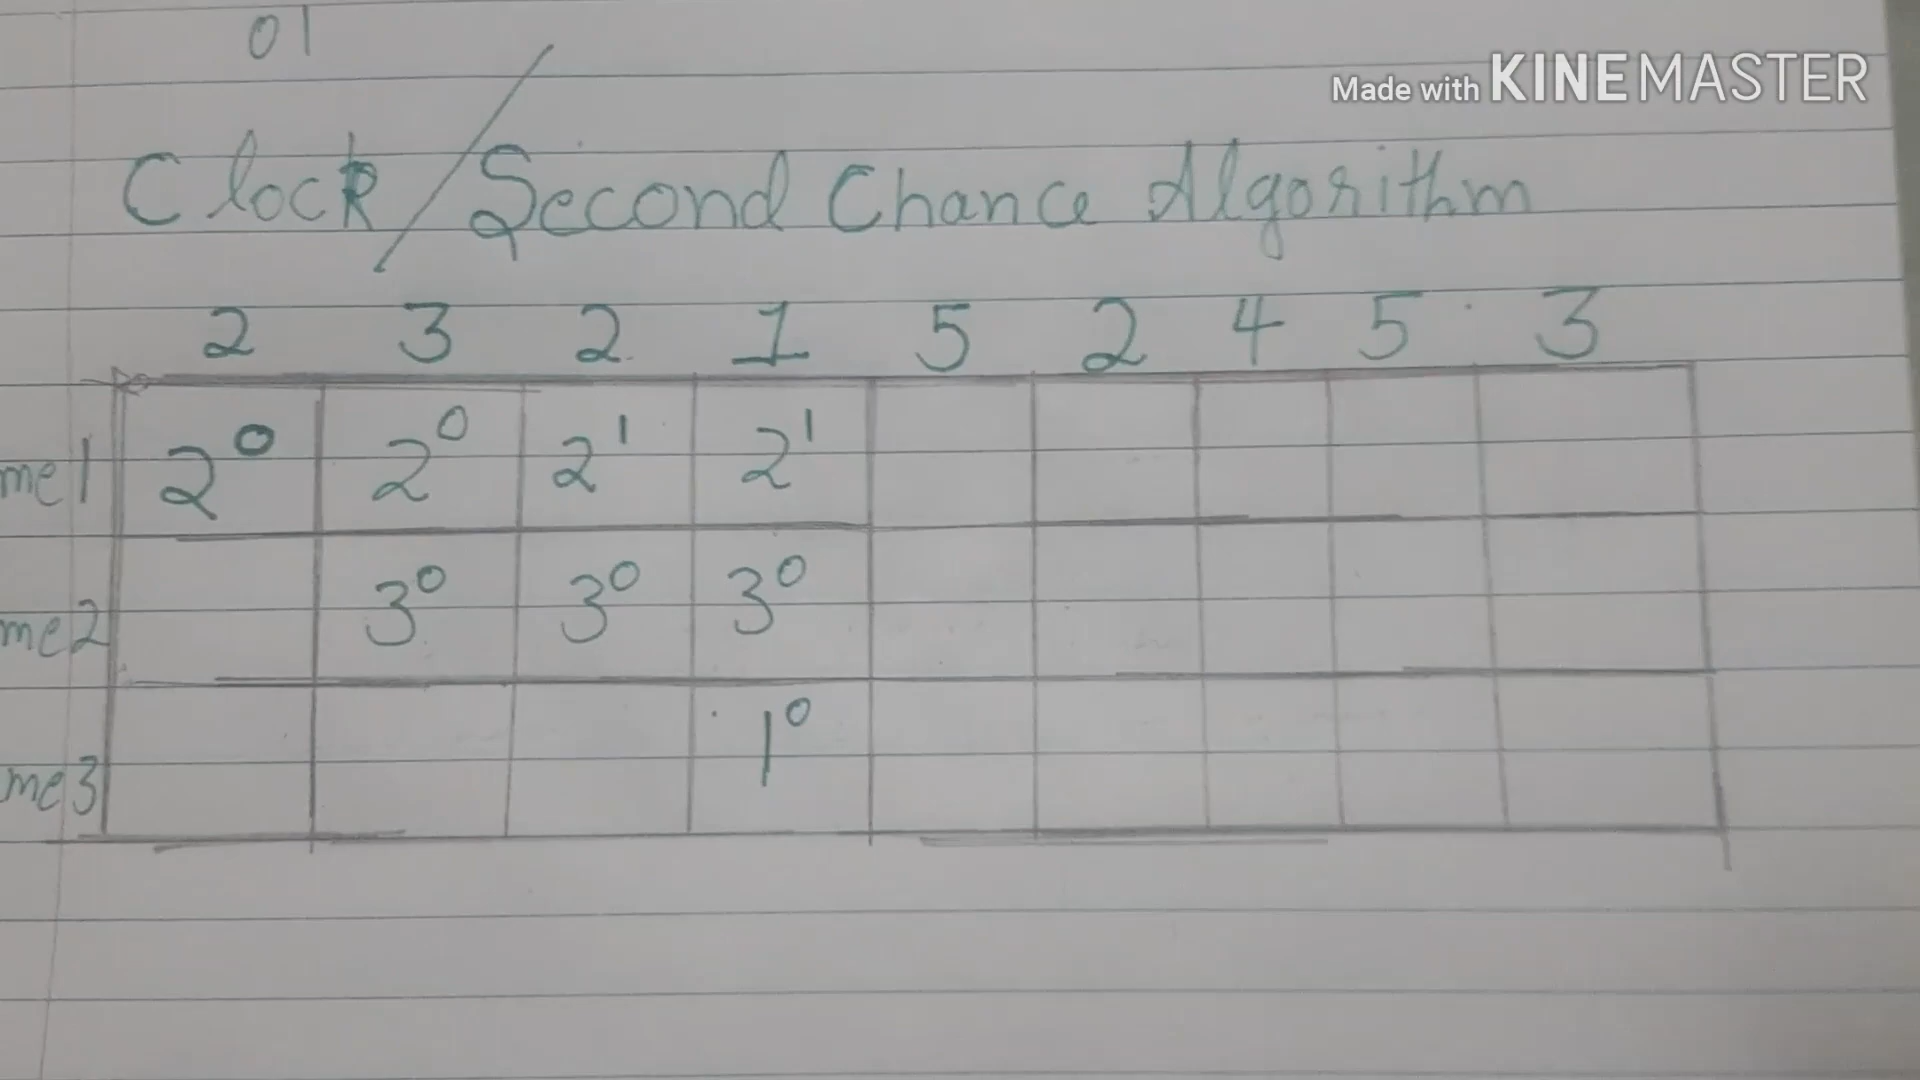 01
Made with KINEMASTER
Clock/Second Chance Algorithm
2 3 2 1 5 2 4 5 3
me1 2⁰ 2⁰ 2¹ 2¹
me2 3⁰ 3⁰ 3⁰
me3 1⁰